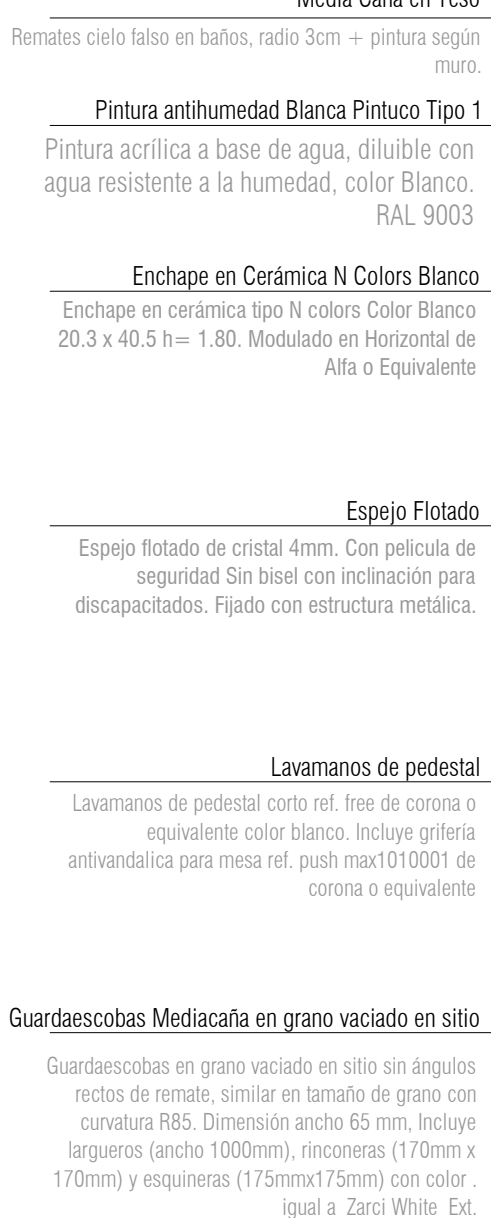 Media Caña en Yeso
Remates cielo falso en baños, radio 3cm + pintura según
muro.
Pintura antihumedad Blanca Pintuco Tipo 1
Pintura acrílica a base de agua, diluible con
agua resistente a la humedad, color Blanco.
RAL 9003
Enchape en Cerámica N Colors Blanco
Enchape en cerámica tipo N colors Color Blanco
20.3 x 40.5 h= 1.80. Modulado en Horizontal de
Alfa o Equivalente
Espejo Flotado
Espejo flotado de cristal 4mm. Con pelicula de
seguridad Sin bisel con inclinación para
discapacitados. Fijado con estructura metálica.
Lavamanos de pedestal
Lavamanos de pedestal corto ref. free de corona o
equivalente color blanco. Incluye grifería
antivandalica para mesa ref. push max1010001 de
corona o equivalente
Guardaescobas Mediacaña en grano vaciado en sitio
Guardaescobas en grano vaciado en sitio sin ángulos
rectos de remate, similar en tamaño de grano con
curvatura R85. Dimensión ancho 65 mm, Incluye
largueros (ancho 1000mm), rinconeras (170mm x
170mm) y esquineras (175mmx175mm) con color .
igual a Zarci White Ext.